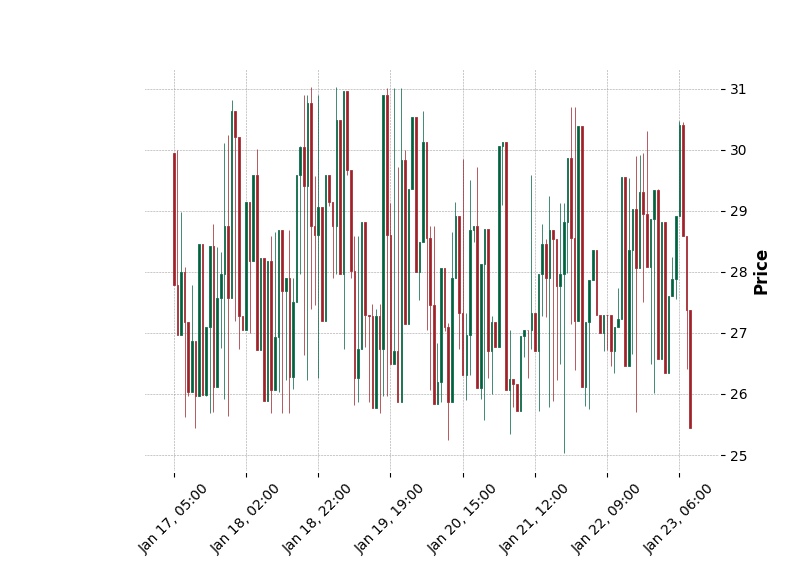 31
30
29
28
27
26
25
Price
Jan 17, 05:00
Jan 18, 02:00
Jan 18, 22:00
Jan 19, 19:00
Jan 20, 15:00
Jan 21, 12:00
Jan 22, 09:00
Jan 23, 06:00